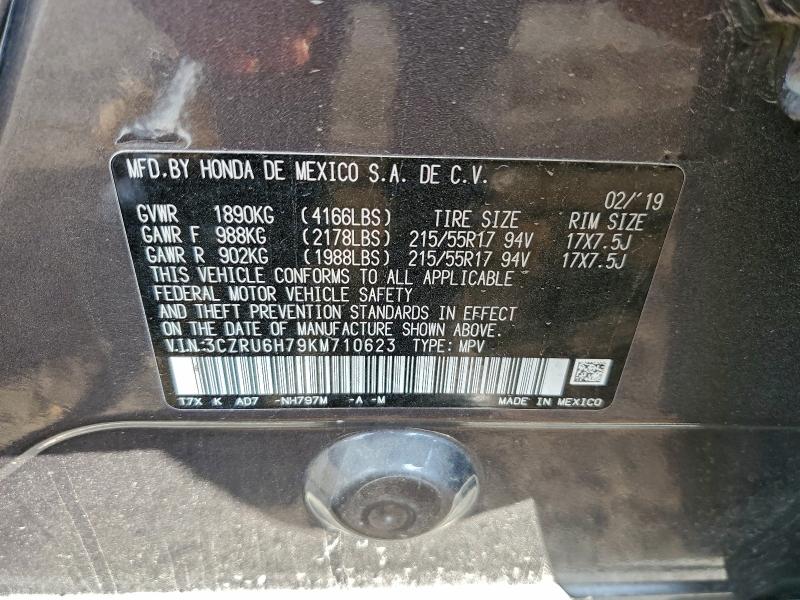 MFD.BY HONDA DE MEXICO S.A. DE C.V.
02/'19
GVWR 1890KG (4166LBS) TIRE SIZE RIM SIZE
GAWR F 988KG (2178LBS) 215/55R17 94V 17X7.5J
GAWR R 902KG (1988LBS) 215/55R17 94V 17X7.5J
THIS VEHICLE CONFORMS TO ALL APPLICABLE
FEDERAL MOTOR VEHICLE SAFETY
AND THEFT PREVENTION STANDARDS IN EFFECT
ON THE DATE OF MANUFACTURE SHOWN ABOVE.
V.I.N:3CZRU6H79KM710623 TYPE: MPV
T7X K AD7 -NH797M -A -M MADE IN MEXICO